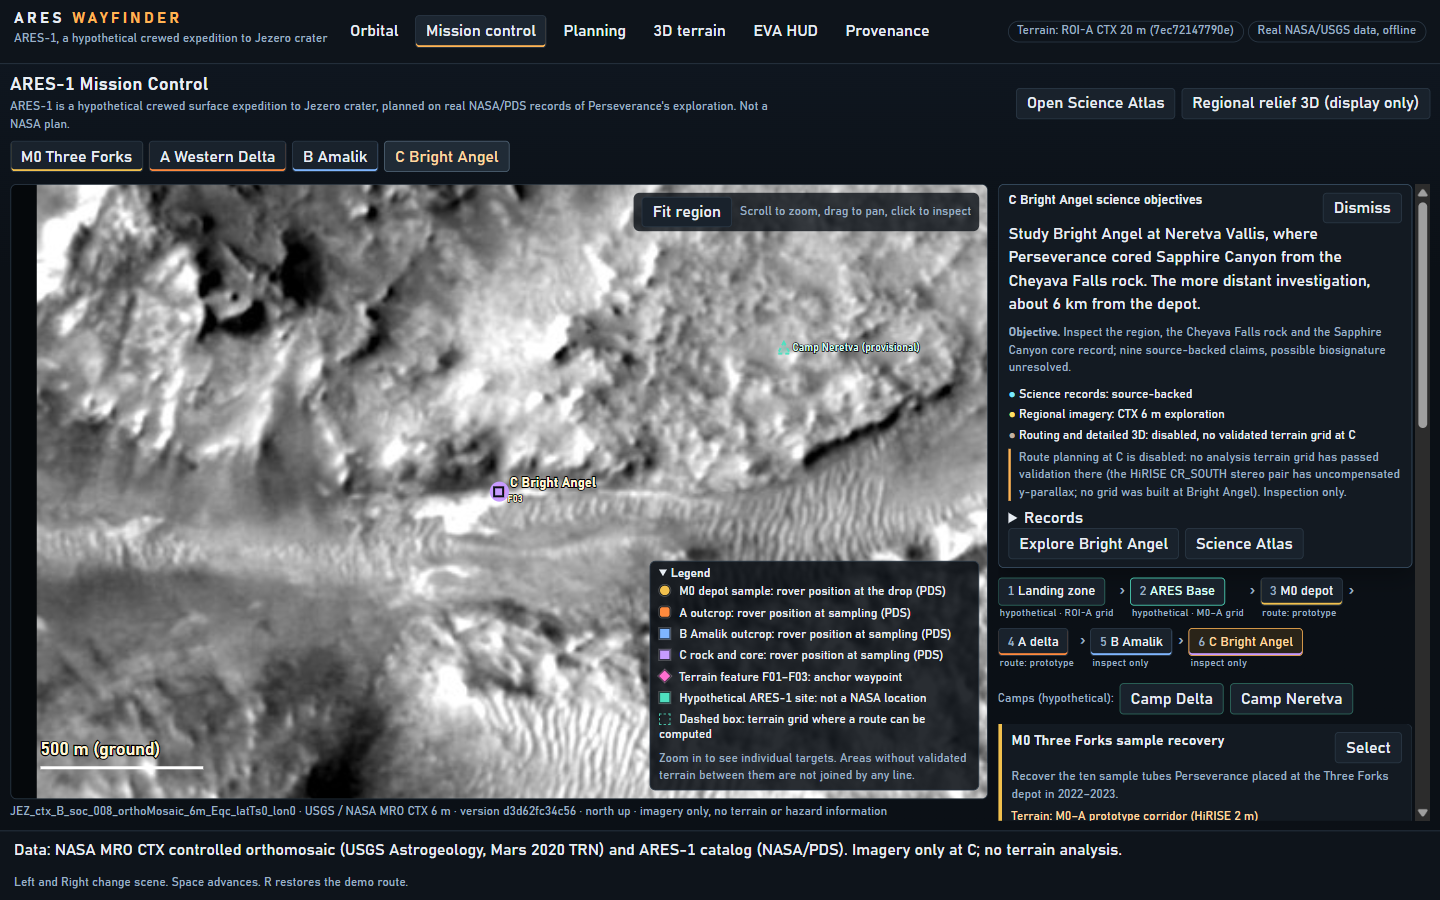 ARES WAYFINDER
ARES-1, a hypothetical crewed expedition to Jezero crater
Orbital
Mission control
Planning
3D terrain
EVA HUD
Provenance
Terrain: ROI-A CTX 20 m (7ec72147790e)
Real NASA/USGS data, offline
ARES-1 Mission Control
ARES-1 is a hypothetical crewed surface expedition to Jezero crater, planned on real NASA/PDS records of Perseverance's exploration. Not a
NASA plan.
Open Science Atlas
Regional relief 3D (display only)
M0 Three Forks
A Western Delta
B Amalik
C Bright Angel
Fit region
Scroll to zoom, drag to pan, click to inspect
Camp Neretva (provisional)
C Bright Angel
F03
500 m (ground)
▼ Legend
M0 depot sample: rover position at the drop (PDS)
A outcrop: rover position at sampling (PDS)
B Amalik outcrop: rover position at sampling (PDS)
C rock and core: rover position at sampling (PDS)
Terrain feature F01–F03: anchor waypoint
Hypothetical ARES-1 site: not a NASA location
Dashed box: terrain grid where a route can be
computed
Zoom in to see individual targets. Areas without validated
terrain between them are not joined by any line.
JEZ_ctx_B_soc_008_orthoMosaic_6m_Eqc_latTs0_lon0 · USGS / NASA MRO CTX 6 m · version d3d62fc34c56 · north up · imagery only, no terrain or hazard information
C Bright Angel science objectives
Dismiss
Study Bright Angel at Neretva Vallis, where
Perseverance cored Sapphire Canyon from the
Cheyava Falls rock. The more distant investigation,
about 6 km from the depot.
Objective. Inspect the region, the Cheyava Falls rock and the Sapphire
Canyon core record; nine source-backed claims, possible biosignature
unresolved.
Science records: source-backed
Regional imagery: CTX 6 m exploration
Routing and detailed 3D: disabled, no validated terrain grid at C
Route planning at C is disabled: no analysis terrain grid has passed
validation there (the HiRISE CR_SOUTH stereo pair has uncompensated
y-parallax; no grid was built at Bright Angel). Inspection only.
▶ Records
Explore Bright Angel
Science Atlas
1 Landing zone
hypothetical · ROI-A grid
›
2 ARES Base
hypothetical · M0-A grid
›
3 M0 depot
route: prototype
›
4 A delta
route: prototype
›
5 B Amalik
inspect only
›
6 C Bright Angel
inspect only
Camps (hypothetical):
Camp Delta
Camp Neretva
M0 Three Forks sample recovery
Select
Recover the ten sample tubes Perseverance placed at the Three Forks
depot in 2022–2023.
Terrain: M0-A prototype corridor (HiRISE 2 m)
Data: NASA MRO CTX controlled orthomosaic (USGS Astrogeology, Mars 2020 TRN) and ARES-1 catalog (NASA/PDS). Imagery only at C; no terrain analysis.
Left and Right change scene. Space advances. R restores the demo route.